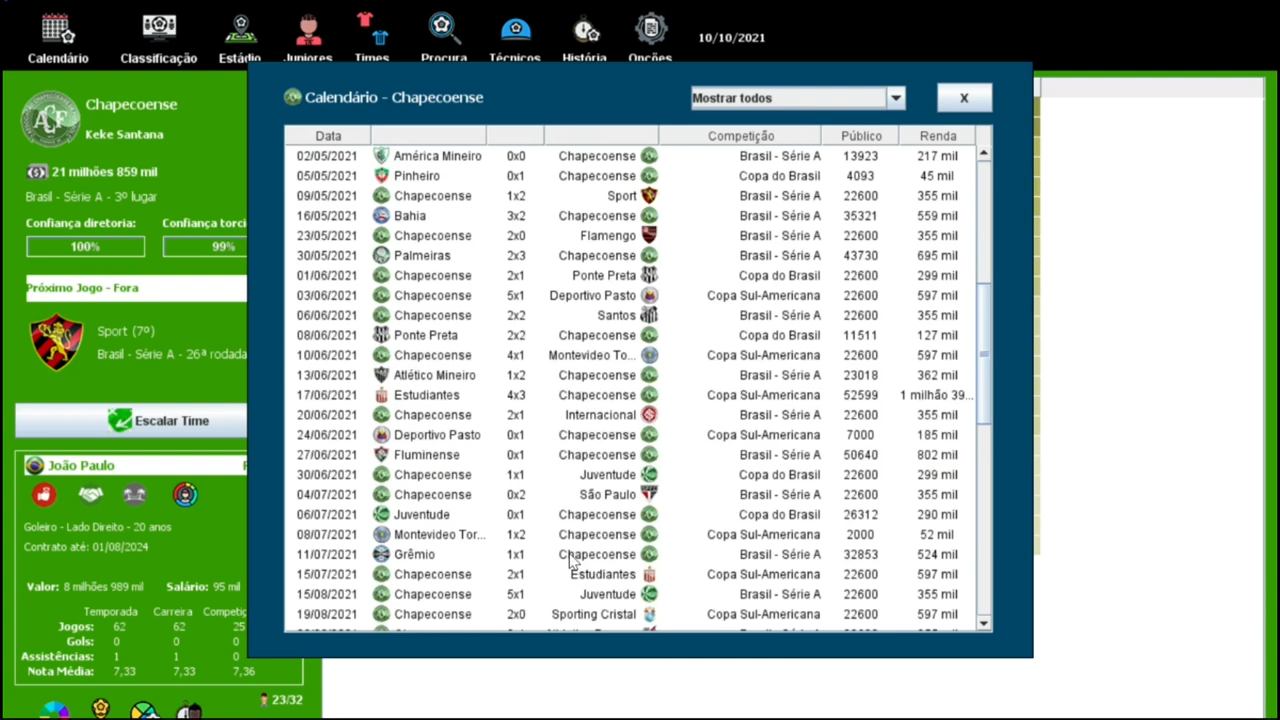 Calendário Classificação Estádio Juniores Times Procura Técnicos História Opções 10/10/2021
Chapecoense
Keke Santana
21 milhões 859 mil
Brasil - Série A - 3º lugar
Confiança diretoria: Confiança torci
100% 99%
Próximo Jogo - Fora
Sport (7º)
Brasil - Série A - 26ª rodada
Escalar Time
João Paulo
Goleiro - Lado Direito - 20 anos
Contrato até: 01/08/2024
Valor: 8 milhões 989 mil Salário: 95 mil
Temporada Carreira Competiç
Jogos: 62 62 25
Gols: 0 0 0
Assistências: 1 1 0
Nota Média: 7,33 7,33 7,36
23/32
Calendário - Chapecoense Mostrar todos X
Data Competição Público Renda
02/05/2021 América Mineiro 0x0 Chapecoense Brasil - Série A 13923 217 mil
05/05/2021 Pinheiro 0x1 Chapecoense Copa do Brasil 4093 45 mil
09/05/2021 Chapecoense 1x2 Sport Brasil - Série A 22600 355 mil
16/05/2021 Bahia 3x2 Chapecoense Brasil - Série A 35321 559 mil
23/05/2021 Chapecoense 2x0 Flamengo Brasil - Série A 22600 355 mil
30/05/2021 Palmeiras 2x3 Chapecoense Brasil - Série A 43730 695 mil
01/06/2021 Chapecoense 2x1 Ponte Preta Copa do Brasil 22600 299 mil
03/06/2021 Chapecoense 5x1 Deportivo Pasto Copa Sul-Americana 22600 597 mil
06/06/2021 Chapecoense 2x2 Santos Brasil - Série A 22600 355 mil
08/06/2021 Ponte Preta 2x2 Chapecoense Copa do Brasil 11511 127 mil
10/06/2021 Chapecoense 4x1 Montevideo To... Copa Sul-Americana 22600 597 mil
13/06/2021 Atlético Mineiro 1x2 Chapecoense Brasil - Série A 23018 362 mil
17/06/2021 Estudiantes 4x3 Chapecoense Copa Sul-Americana 52599 1 milhão 39...
20/06/2021 Chapecoense 2x1 Internacional Brasil - Série A 22600 355 mil
24/06/2021 Deportivo Pasto 0x1 Chapecoense Copa Sul-Americana 7000 185 mil
27/06/2021 Fluminense 0x1 Chapecoense Brasil - Série A 50640 802 mil
30/06/2021 Chapecoense 1x1 Juventude Copa do Brasil 22600 299 mil
04/07/2021 Chapecoense 0x2 São Paulo Brasil - Série A 22600 355 mil
06/07/2021 Juventude 0x1 Chapecoense Copa do Brasil 26312 290 mil
08/07/2021 Montevideo Tor... 1x2 Chapecoense Copa Sul-Americana 2000 52 mil
11/07/2021 Grêmio 1x1 Chapecoense Brasil - Série A 32853 524 mil
15/07/2021 Chapecoense 2x1 Estudiantes Copa Sul-Americana 22600 597 mil
15/08/2021 Chapecoense 5x1 Juventude Brasil - Série A 22600 355 mil
19/08/2021 Chapecoense 2x0 Sporting Cristal Copa Sul-Americana 22600 597 mil